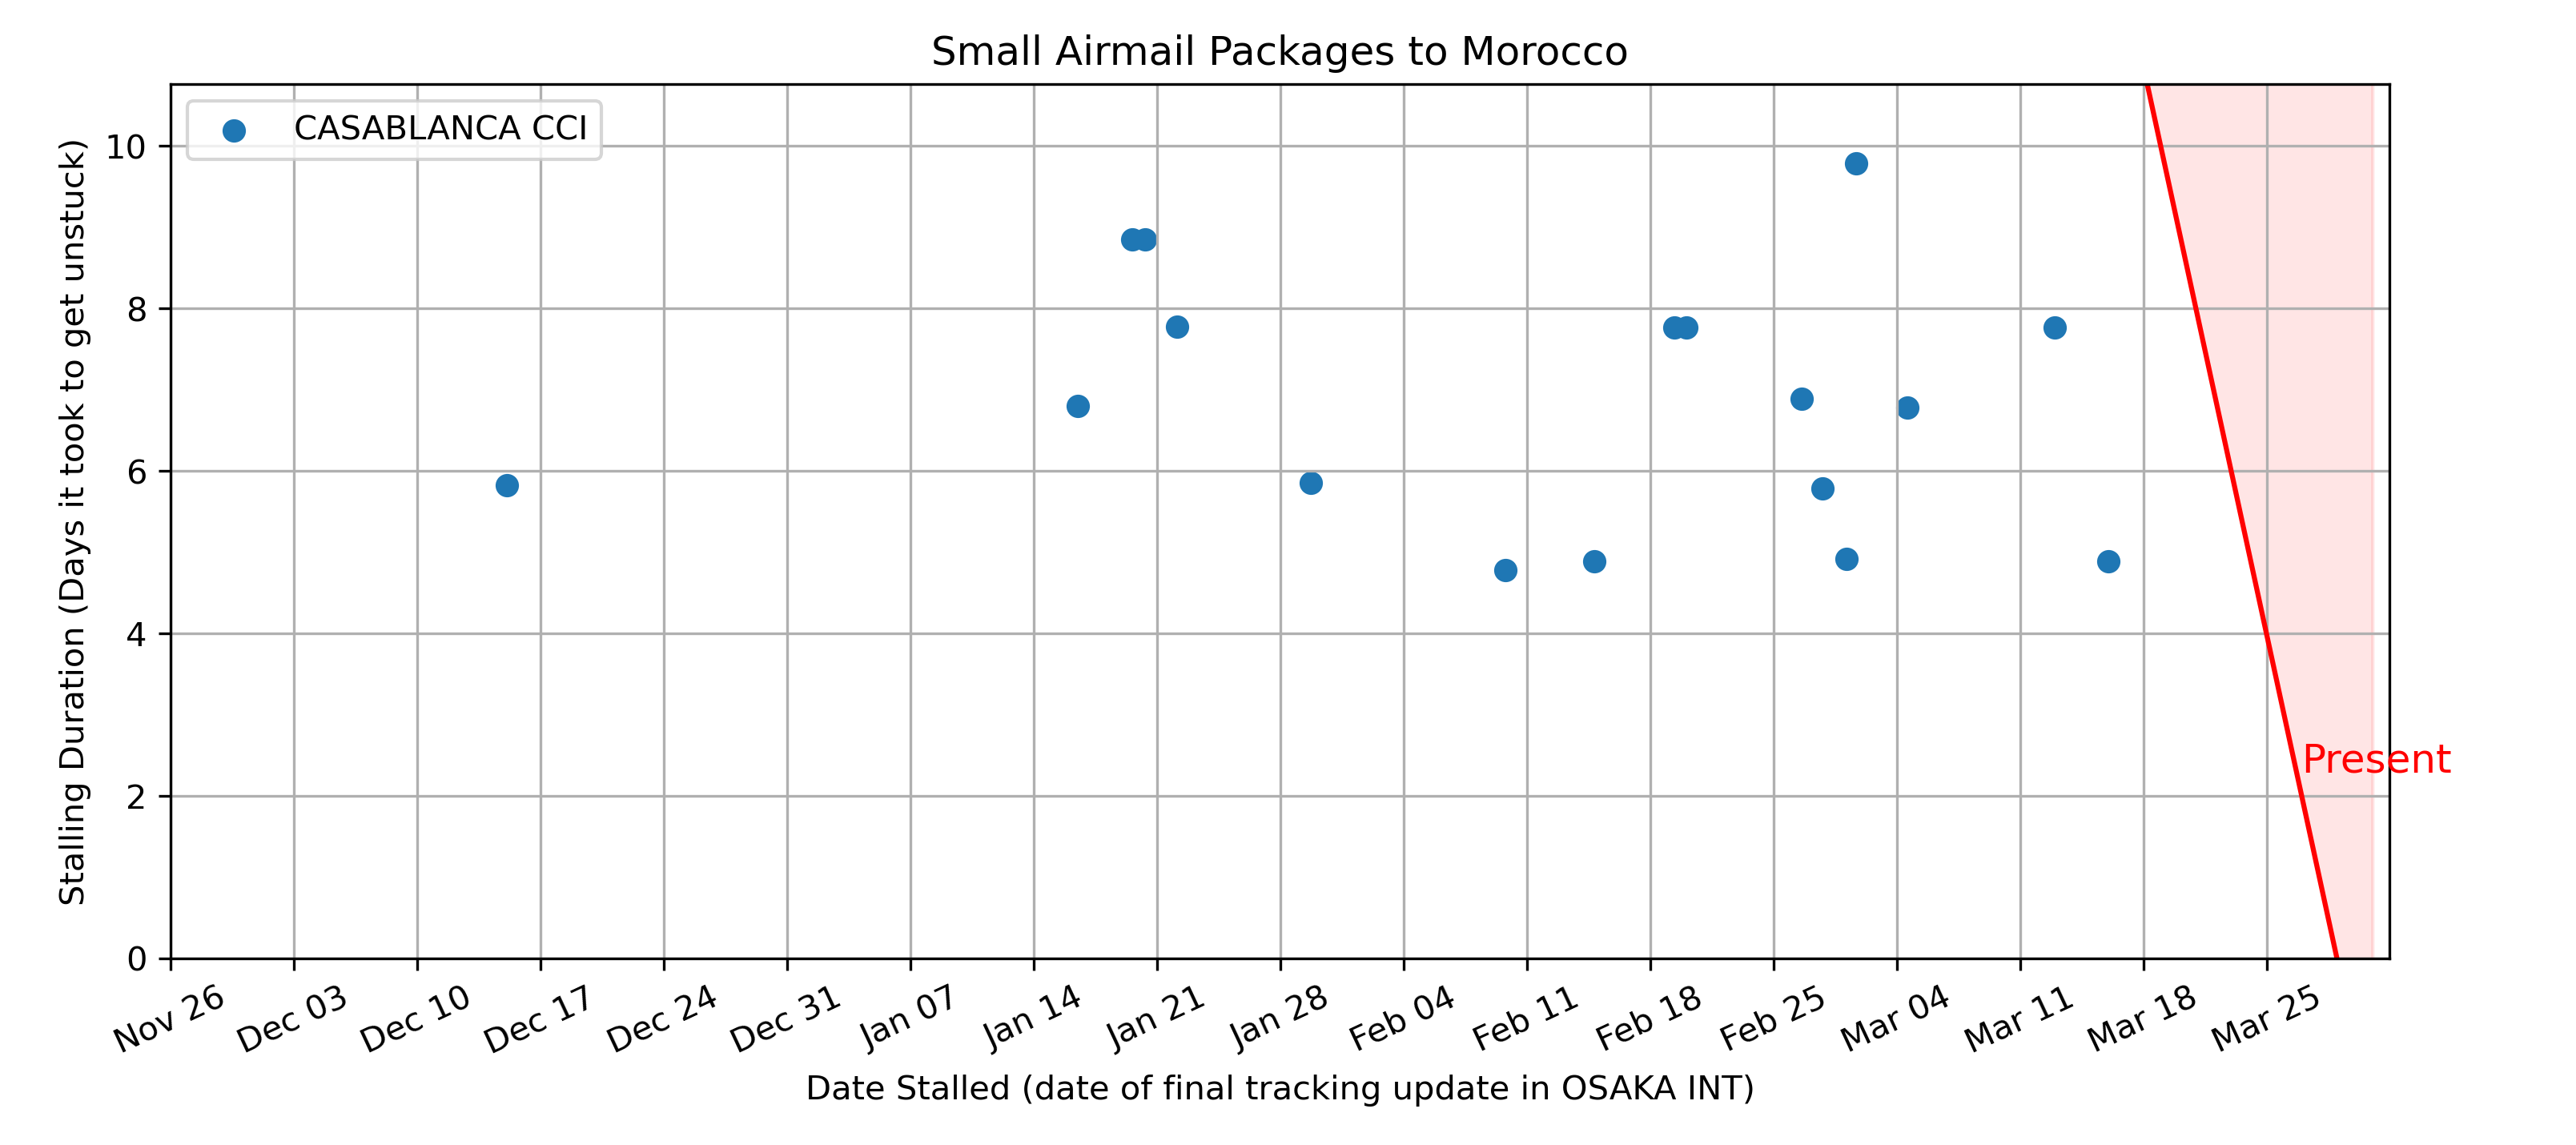 Small Airmail Packages to Morocco
CASABLANCA CCI
Stalling Duration (Days it took to get unstuck)
10
8
6
4
2
0
Present
Nov 26 Dec 03 Dec 10 Dec 17 Dec 24 Dec 31 Jan 07 Jan 14 Jan 21 Jan 28 Feb 04 Feb 11 Feb 18 Feb 25 Mar 04 Mar 11 Mar 18 Mar 25
Date Stalled (date of final tracking update in OSAKA INT)